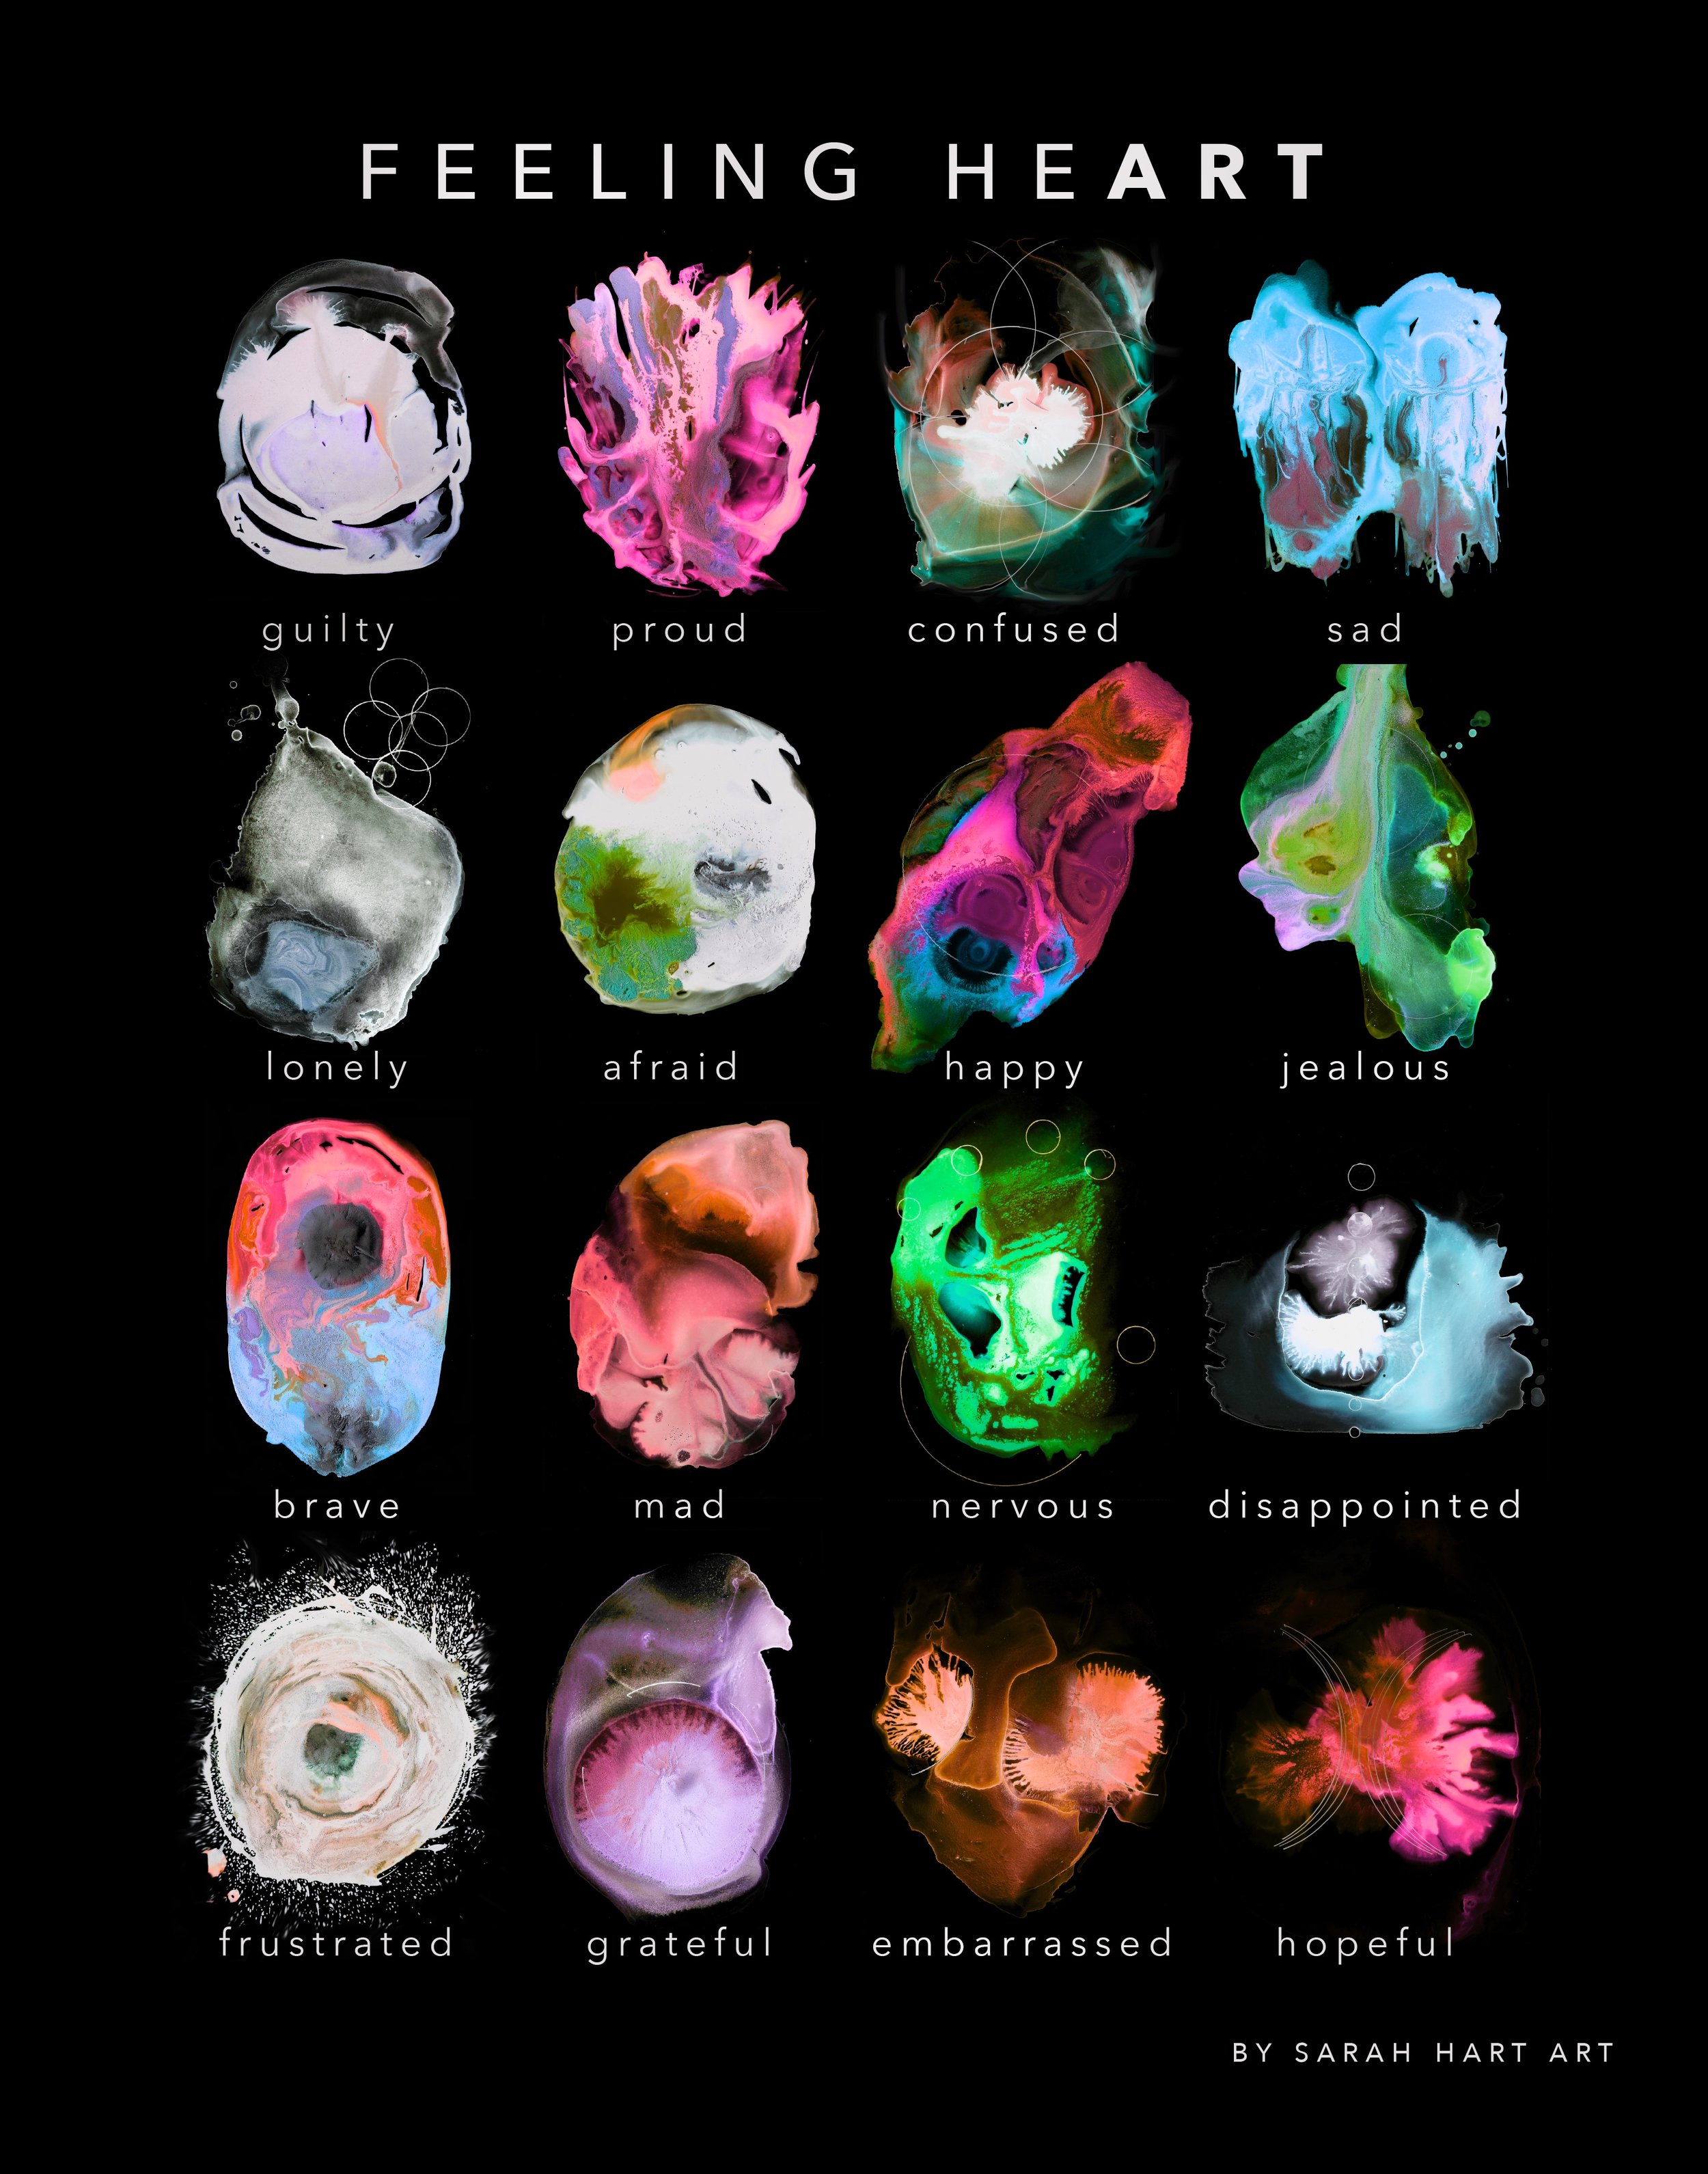 FEELING HEART
guilty proud confused sad
lonely afraid happy jealous
brave mad nervous disappointed
frustrated grateful embarrassed hopeful
BY SARAH HART ART